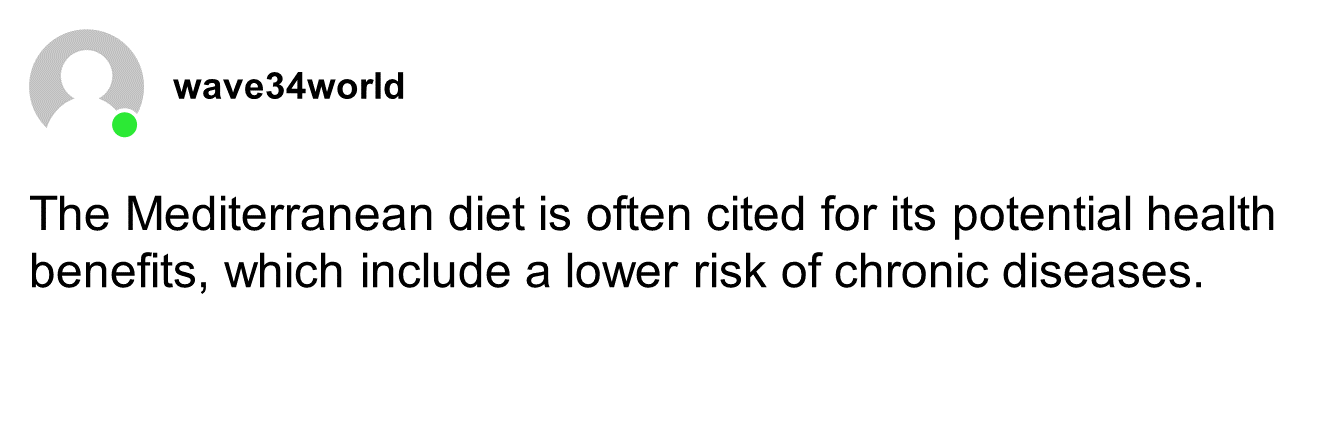 wave34world
The Mediterranean diet is often cited for its potential health
benefits, which include a lower risk of chronic diseases.